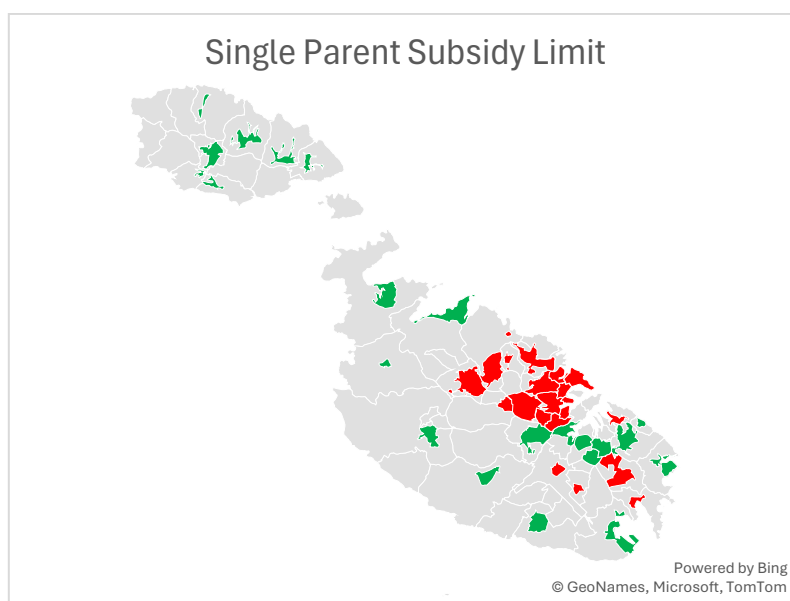 Single Parent Subsidy Limit
Powered by Bing
© GeoNames, Microsoft, TomTom